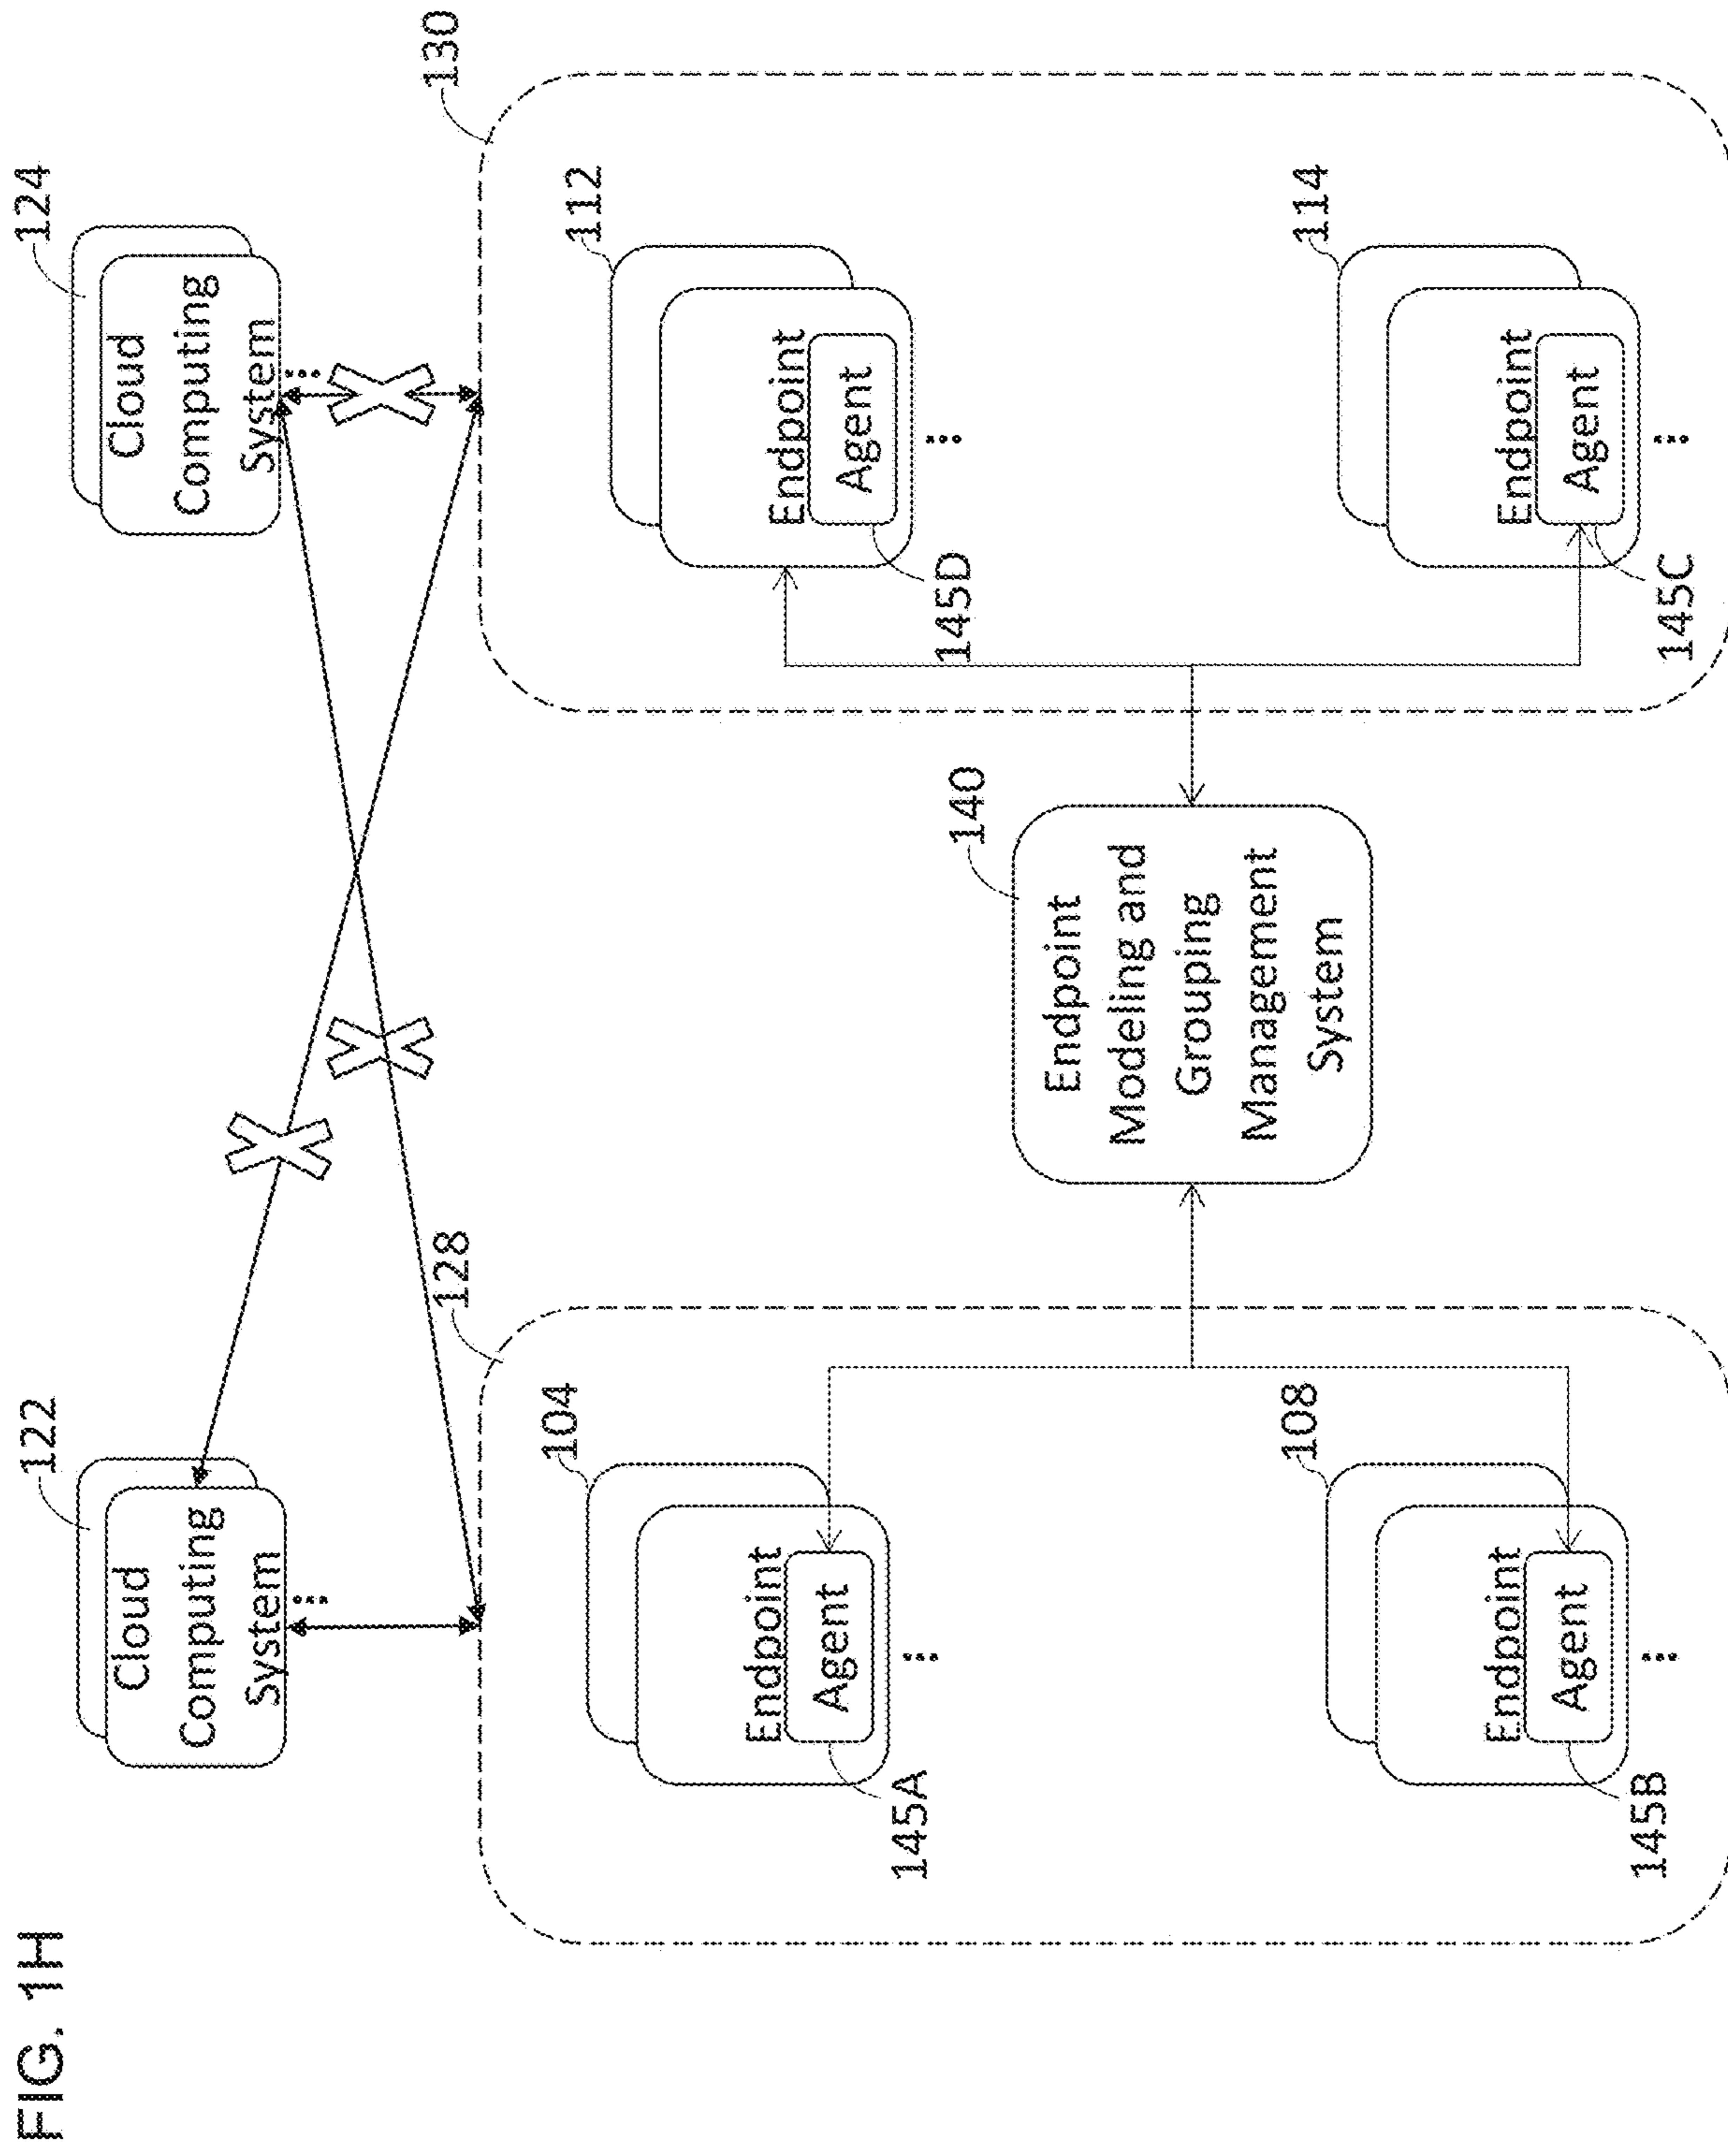 FIG. 1H
122
Cloud
Computing
System
...
124
Cloud
Computing
System
...
128
130
104
Endpoint
Agent
145A
...
108
Endpoint
Agent
145B
...
140
Endpoint
Modeling and
Grouping
Management
System
112
Endpoint
Agent
145D
...
114
Endpoint
Agent
145C
...